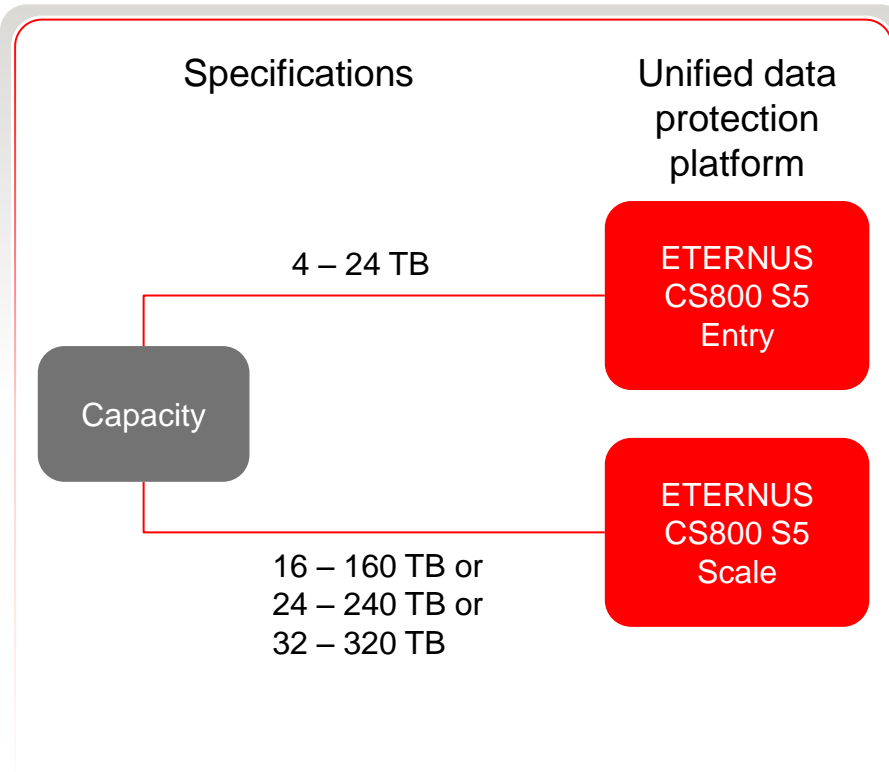 Specifications
Unified data
protection
platform
4 – 24 TB
ETERNUS
CS800 S5
Entry
Capacity
ETERNUS
CS800 S5
Scale
16 – 160 TB or
24 – 240 TB or
32 – 320 TB